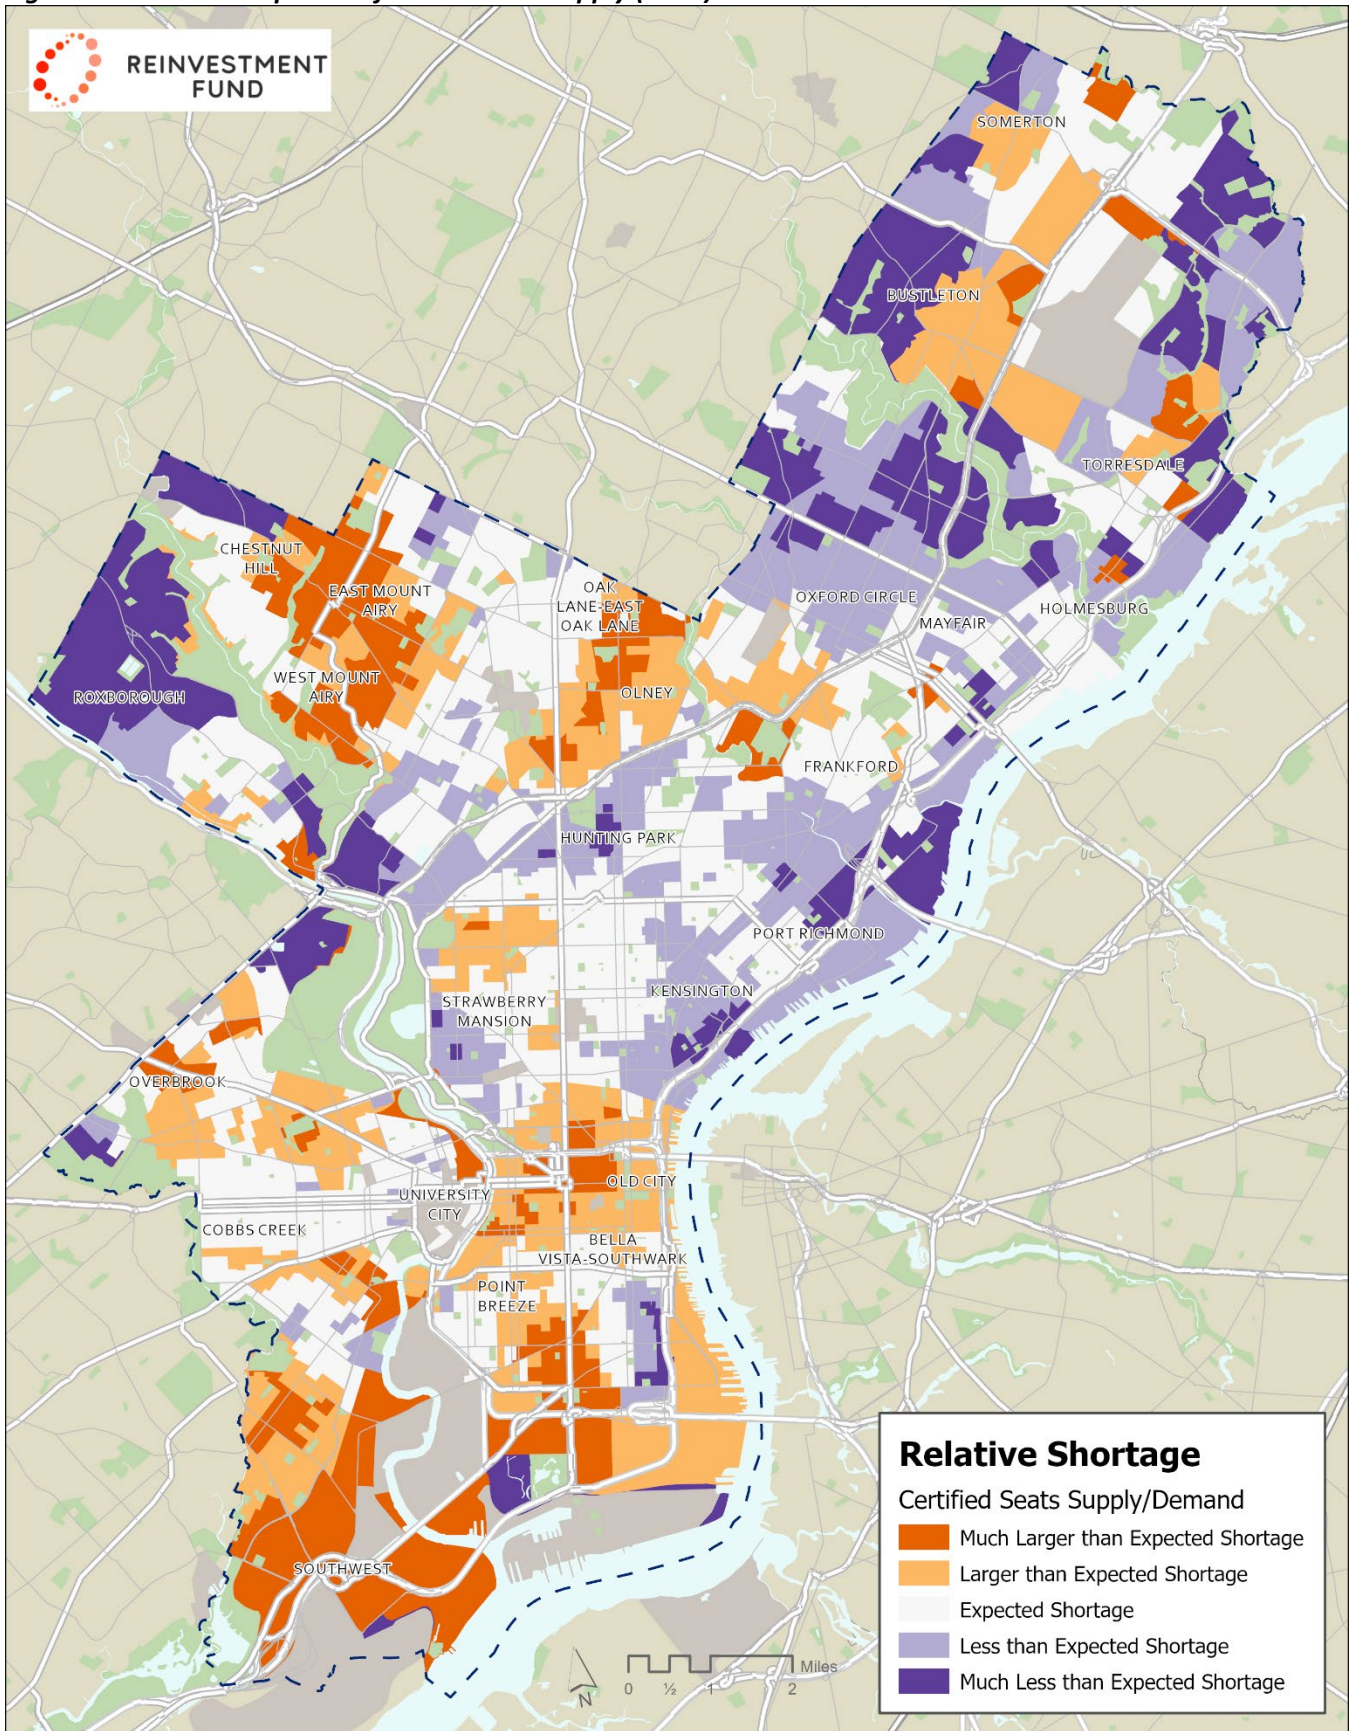 REINVESTMENT
FUND
SOMERTON
BUSTLETON
TORRESDALE
CHESTNUT
HILL
EAST MOUNT
AIRY
OAK
LANE-EAST
OAK LANE
OXFORD CIRCLE
MAYFAIR
HOLMESBURG
WEST MOUNT
AIRY
ROXBOROUGH
OLNEY
FRANKFORD
HUNTING PARK
PORT RICHMOND
KENSINGTON
STRAWBERRY
MANSION
OVERBROOK
OLD CITY
UNIVERSITY
CITY
COBBS CREEK
BELLA
VISTA-SOUTHWARK
POINT
BREEZE
SOUTHWEST
N
Miles
0 ½ 1 2
Relative Shortage
Certified Seats Supply/Demand
Much Larger than Expected Shortage
Larger than Expected Shortage
Expected Shortage
Less than Expected Shortage
Much Less than Expected Shortage